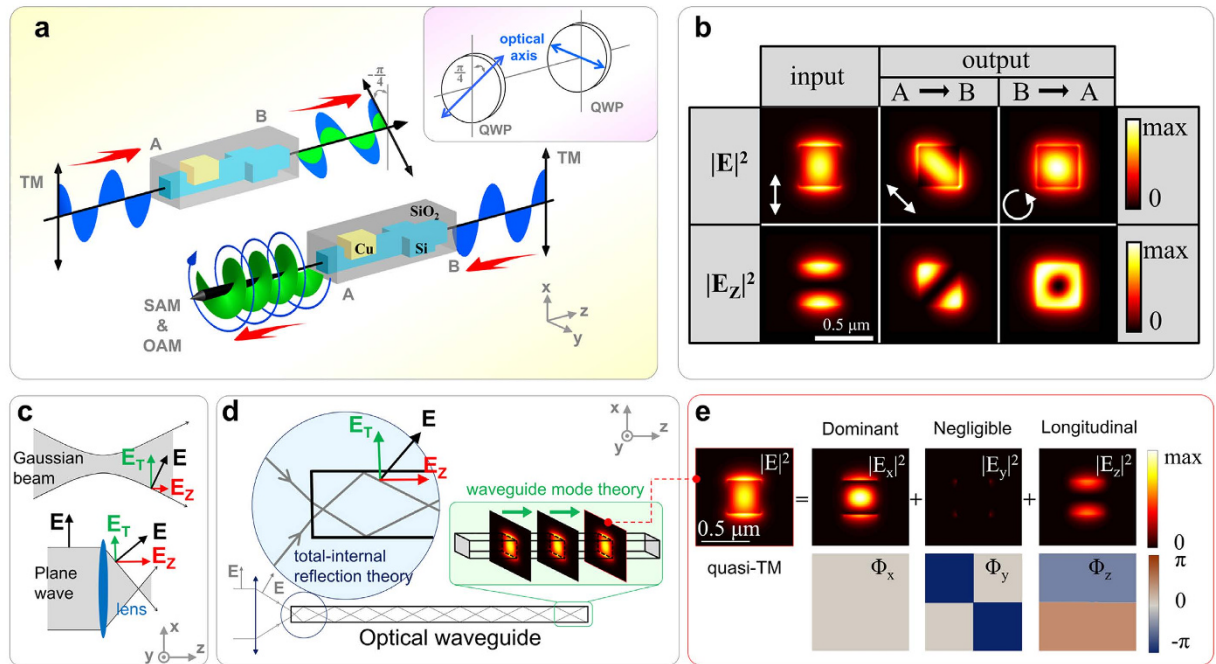 a
optical
axis
π/4
QWP
QWP
-π/4
A
B
TM
TM
SiO2
Cu
Si
A
B
SAM
&
OAM
x
z
y
b
input
output
A → B
B → A
|E|²
max
0
|Ez|²
0.5 μm
max
0
c
Gaussian
beam
ET
E
Ez
E
ET
E
Ez
Plane
wave
lens
x
y
z
d
ET
E
Ez
total-internal
reflection theory
waveguide mode theory
E
E
Optical waveguide
x
y
z
e
Dominant
Negligible
Longitudinal
|E|²
=
|Ex|²
+
|Ey|²
+
|Ez|²
max
0
0.5 μm
quasi-TM
Φx
Φy
Φz
π
0
-π